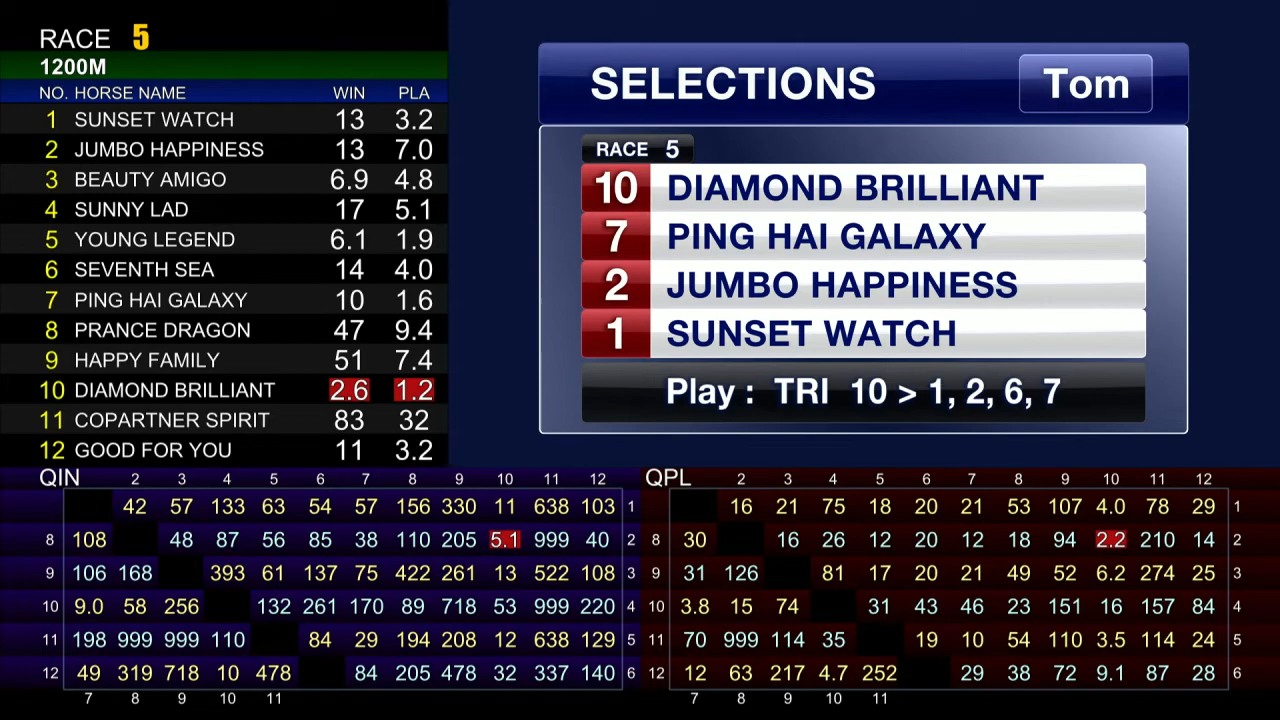 RACE 5
1200M
NO. HORSE NAME WIN PLA
1 SUNSET WATCH 13 3.2
2 JUMBO HAPPINESS 13 7.0
3 BEAUTY AMIGO 6.9 4.8
4 SUNNY LAD 17 5.1
5 YOUNG LEGEND 6.1 1.9
6 SEVENTH SEA 14 4.0
7 PING HAI GALAXY 10 1.6
8 PRANCE DRAGON 47 9.4
9 HAPPY FAMILY 51 7.4
10 DIAMOND BRILLIANT 2.6 1.2
11 COPARTNER SPIRIT 83 32
12 GOOD FOR YOU 11 3.2
SELECTIONS Tom
RACE 5
10 DIAMOND BRILLIANT
7 PING HAI GALAXY
2 JUMBO HAPPINESS
1 SUNSET WATCH
Play : TRI 10 > 1, 2, 6, 7
QIN 2 3 4 5 6 7 8 9 10 11 12
42 57 133 63 54 57 156 330 11 638 103 1
8 108 48 87 56 85 38 110 205 5.1 999 40 2
9 106 168 393 61 137 75 422 261 13 522 108 3
10 9.0 58 256 132 261 170 89 718 53 999 220 4
11 198 999 999 110 84 29 194 208 12 638 129 5
12 49 319 718 10 478 84 205 478 32 337 140 6
7 8 9 10 11
QPL 2 3 4 5 6 7 8 9 10 11 12
16 21 75 18 20 21 53 107 4.0 78 29 1
8 30 16 26 12 20 12 18 94 2.2 210 14 2
9 31 126 81 17 20 21 49 52 6.2 274 25 3
10 3.8 15 74 31 43 46 23 151 16 157 84 4
11 70 999 114 35 19 10 54 110 3.5 114 24 5
12 12 63 217 4.7 252 29 38 72 9.1 87 28 6
7 8 9 10 11